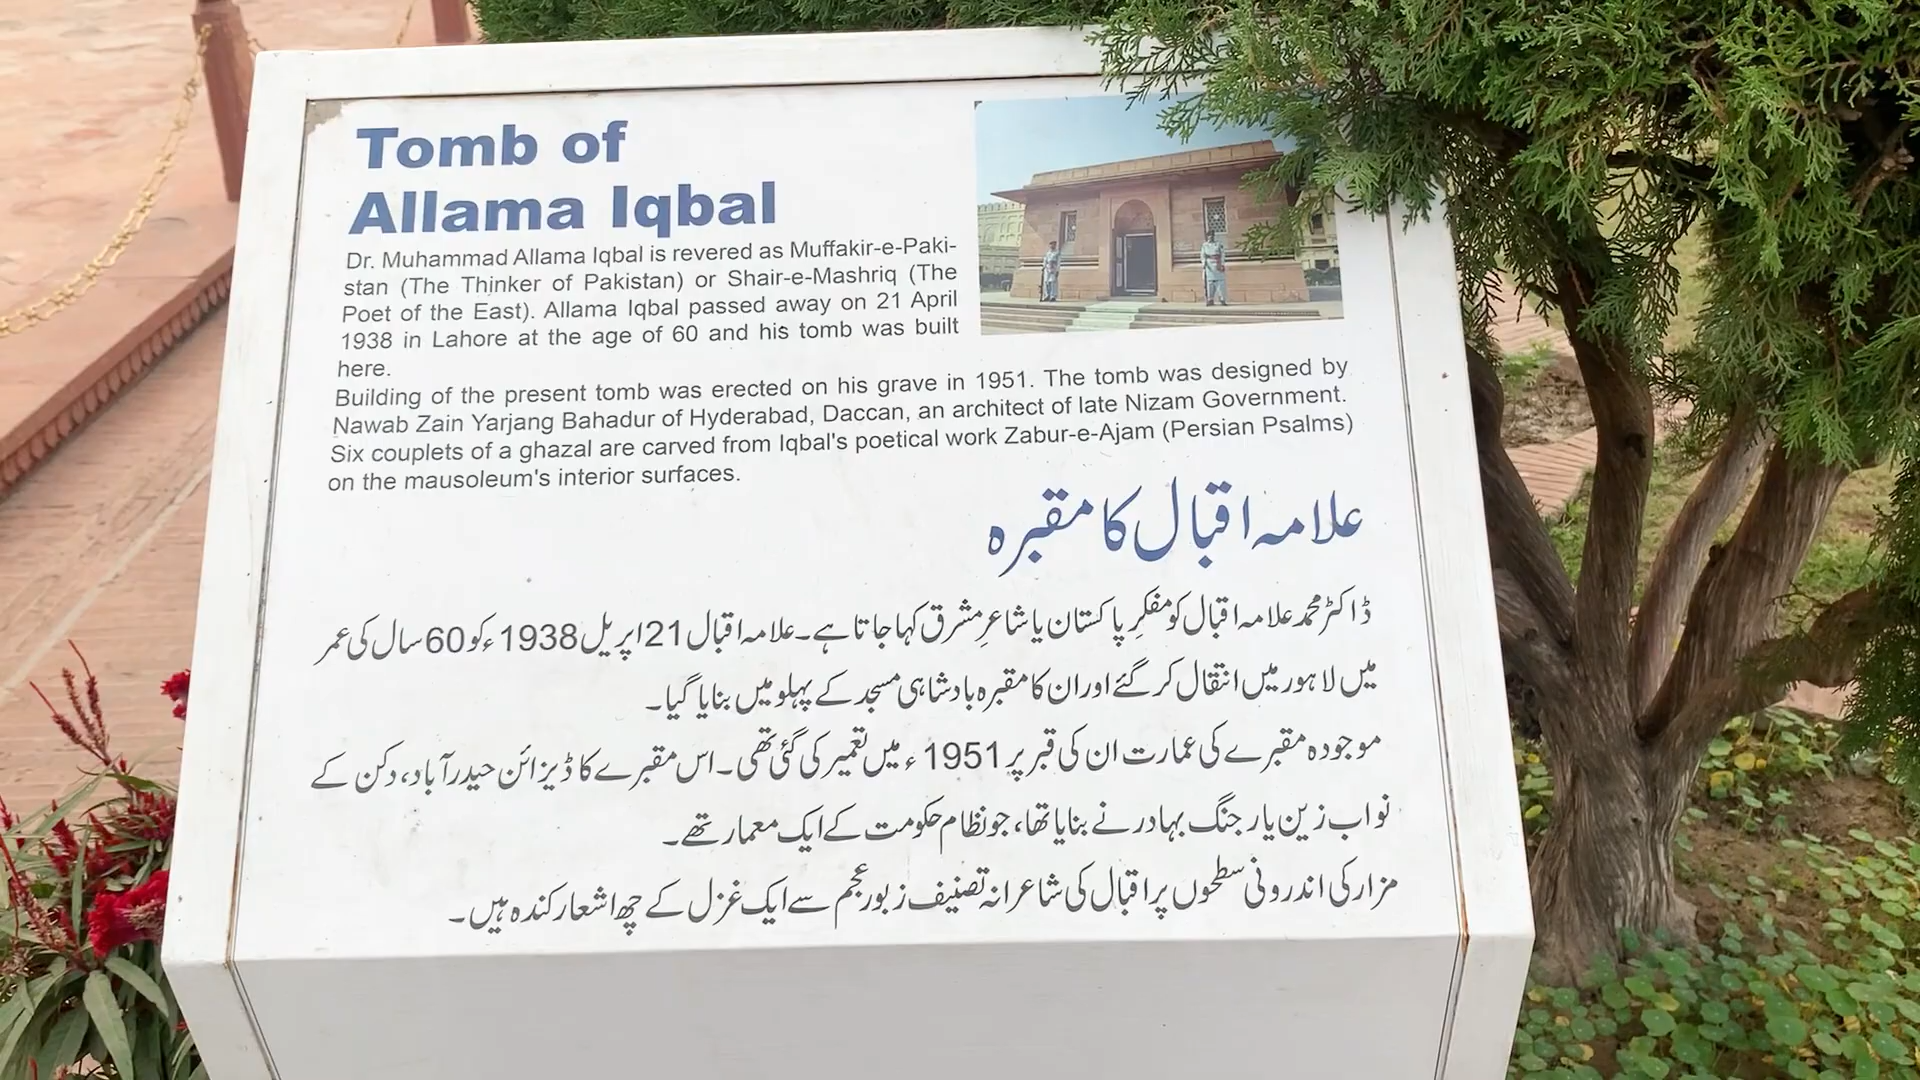 Tomb of
Allama Iqbal
Dr. Muhammad Allama Iqbal is revered as Muffakir-e-Paki-
stan (The Thinker of Pakistan) or Shair-e-Mashriq (The
Poet of the East). Allama Iqbal passed away on 21 April
1938 in Lahore at the age of 60 and his tomb was built
here.
Building of the present tomb was erected on his grave in 1951. The tomb was designed by
Nawab Zain Yarjang Bahadur of Hyderabad, Daccan, an architect of late Nizam Government.
Six couplets of a ghazal are carved from Iqbal's poetical work Zabur-e-Ajam (Persian Psalms)
on the mausoleum's interior surfaces.
علامہ اقبال کا مقبرہ
ڈاکٹر محمد علامہ اقبال کو مفکرِ پاکستان یا شاعرِ مشرق کہا جاتا ہے۔ علامہ اقبال 21 اپریل 1938ء کو 60 سال کی عمر
میں لاہور میں انتقال کر گئے اور ان کا مقبرہ بادشاہی مسجد کے پہلو میں بنایا گیا۔
موجودہ مقبرے کی عمارت ان کی قبر پر 1951ء میں تعمیر کی گئی تھی۔ اس مقبرے کا ڈیزائن حیدرآباد، دکن کے
نواب زین یار جنگ بہادر نے بنایا تھا، جو نظام حکومت کے ایک معمار تھے۔
مزار کی اندرونی سطحوں پر اقبال کی شاعرانہ تصنیف زبور عجم سے ایک غزل کے چھ اشعار کندہ ہیں۔